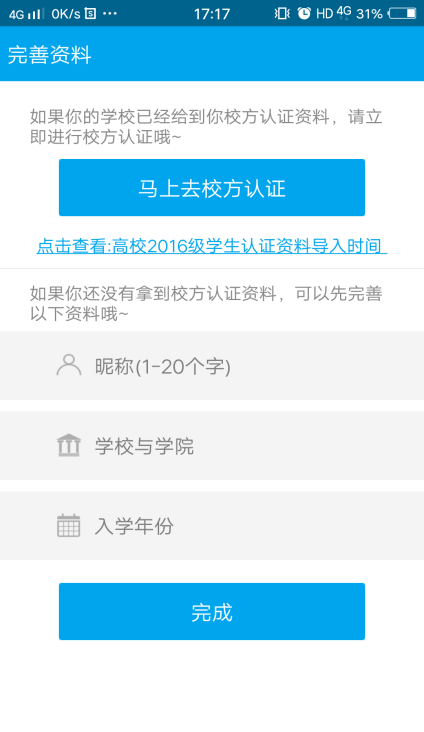 4G 0K/s ··· 17:17 HD 4G 31%
完善资料
如果你的学校已经给到你校方认证资料，请立
即进行校方认证哦~
马上去校方认证
点击查看:高校2016级学生认证资料导入时间
如果你还没有拿到校方认证资料，可以先完善
以下资料哦~
昵称(1-20个字)
学校与学院
入学年份
完成